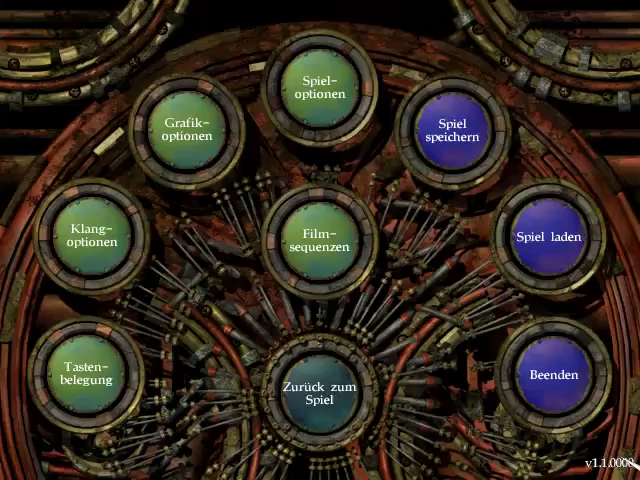 Spiel-
optionen
Grafik-
optionen
Spiel
speichern
Klang-
optionen
Film-
sequenzen
Spiel laden
Tasten-
belegung
Zurück zum
Spiel
Beenden
v1.1.0008